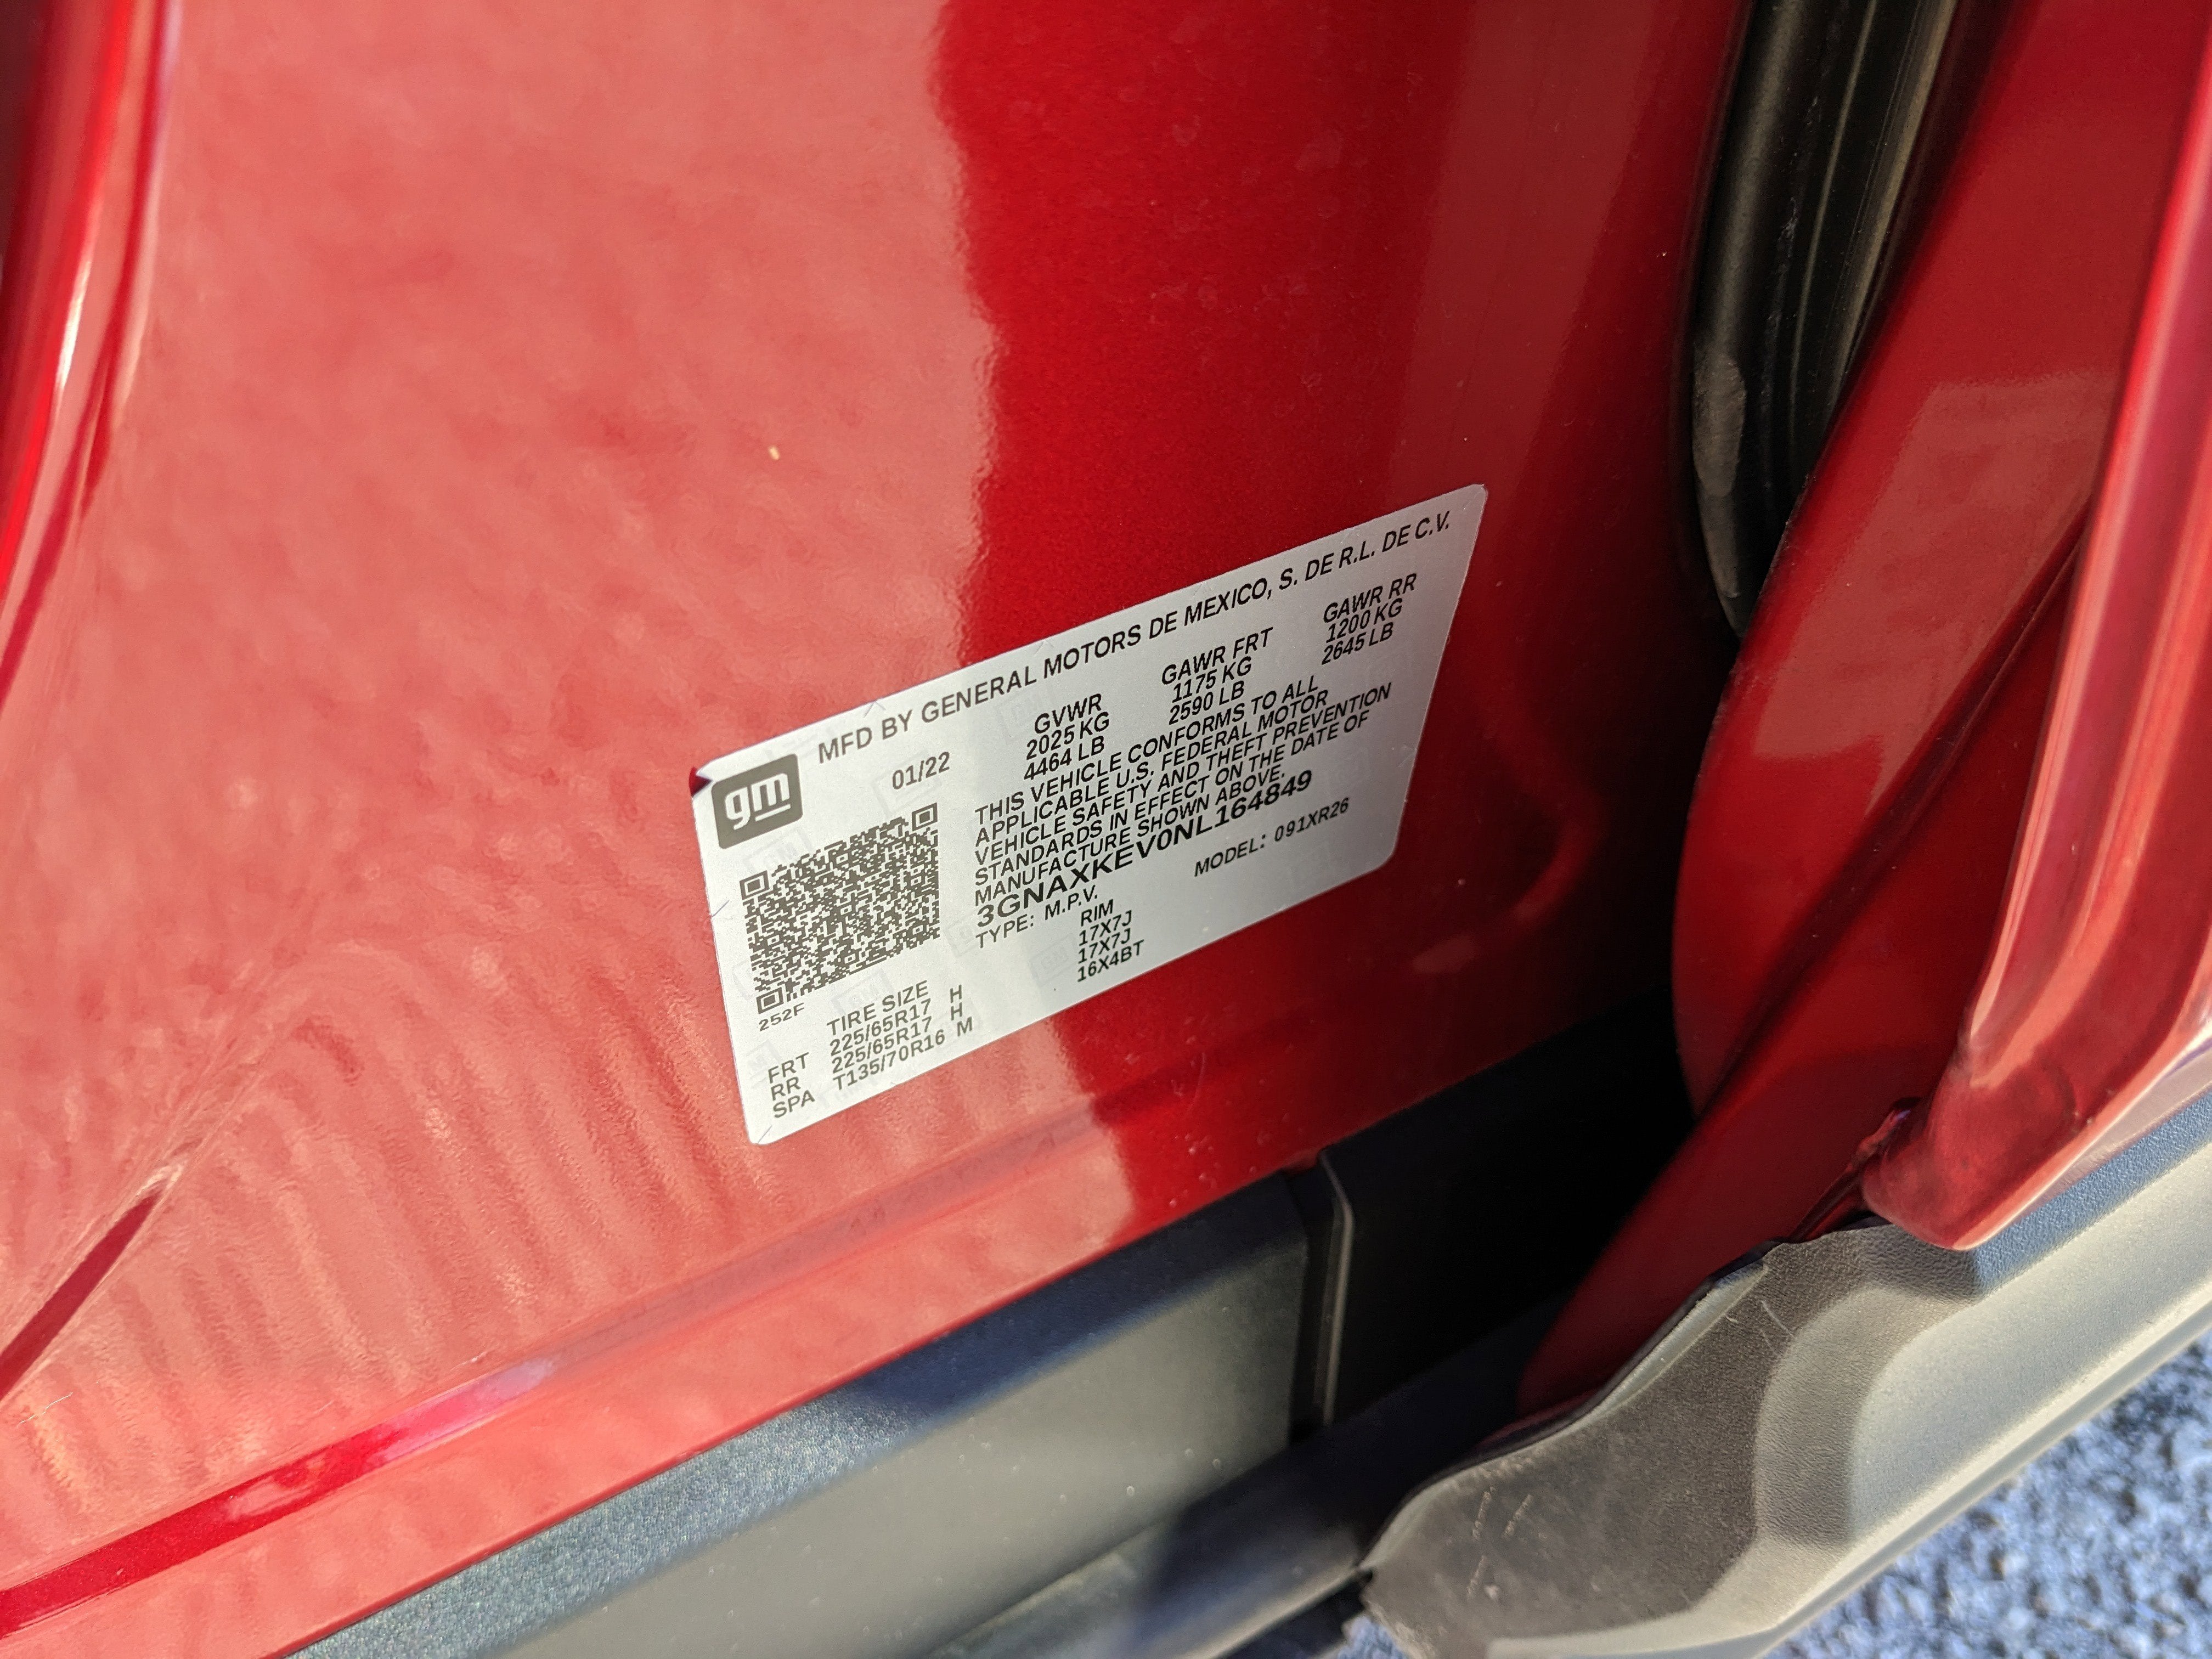 gm
MFD BY GENERAL MOTORS DE MEXICO, S. DE R.L. DE C.V.
01/22
GVWR GAWR FRT GAWR RR
2025 KG 1175 KG 1200 KG
4464 LB 2590 LB 2645 LB
THIS VEHICLE CONFORMS TO ALL
APPLICABLE U.S. FEDERAL MOTOR
VEHICLE SAFETY AND THEFT PREVENTION
STANDARDS IN EFFECT ON THE DATE OF
MANUFACTURE SHOWN ABOVE.
3GNAXKEV0NL164849
TYPE: M.P.V. MODEL: 091XR26
252F
TIRE SIZE RIM
FRT 225/65R17 H 17X7J
RR 225/65R17 H 17X7J
SPA T135/70R16 M 16X4BT